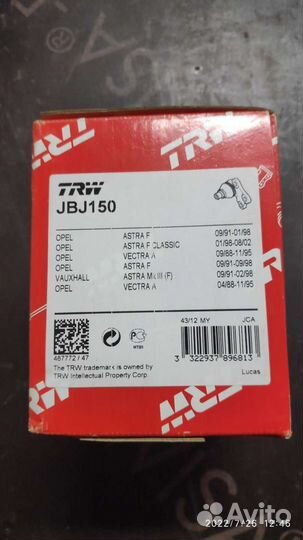 TRW
JBJ150
OPEL ASTRA F 09/91-01/98
OPEL ASTRA F CLASSIC 01/98-08/02
OPEL VECTRA A 09/88-11/95
OPEL ASTRA F 09/91-09/98
VAUXHALL ASTRA Mk III (F) 09/91-02/98
OPEL VECTRA A 04/88-11/95
43/12 MY JCA
487772 / 47
3 322937 896813
The TRW trademark is owned by
TRW Intellectual Property Corp.
Lucas
TRW
2022/7/26 12:46
Avito